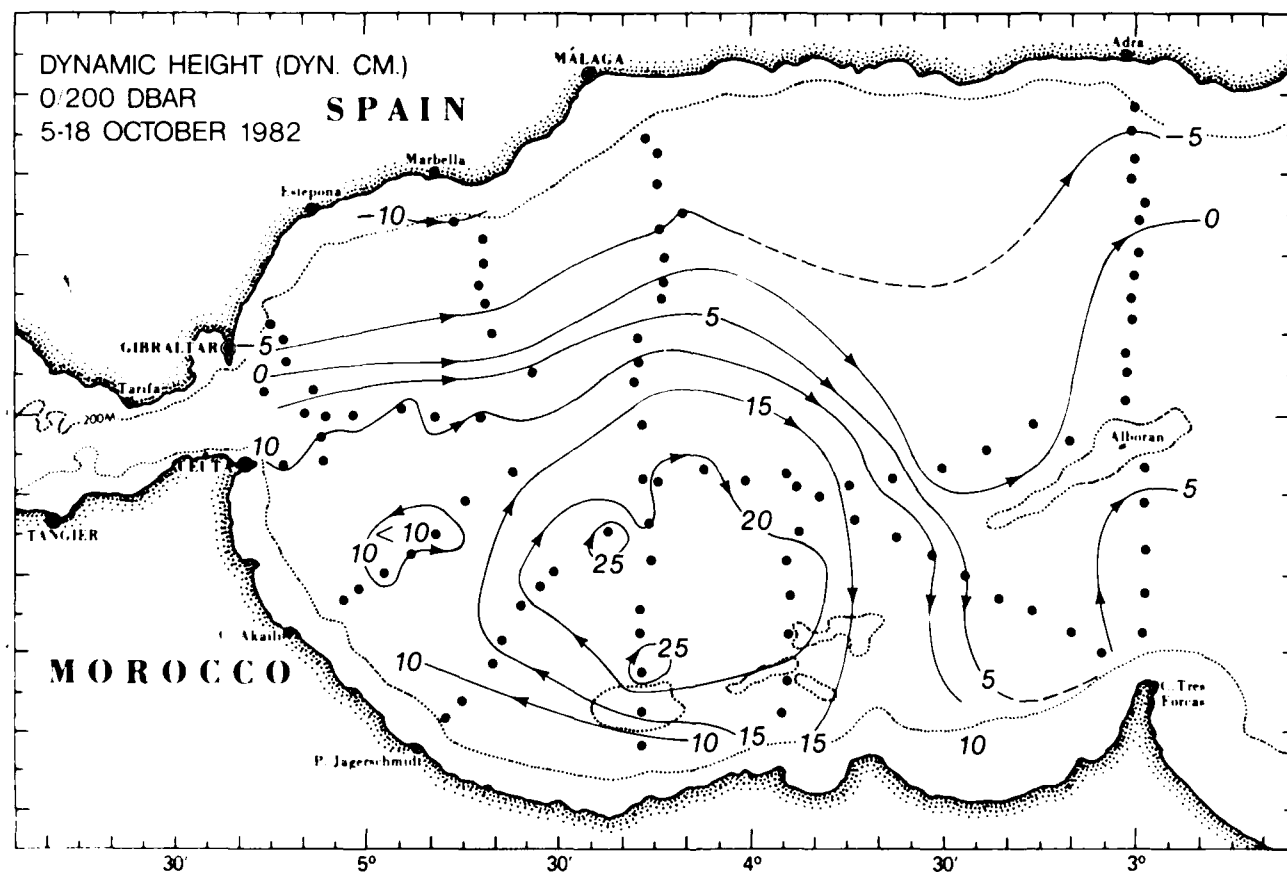 DYNAMIC HEIGHT (DYN. CM.)
0/200 DBAR
5-18 OCTOBER 1982
SPAIN
MÁLAGA
Adra
Marbella
Estepona
-10
-5
0
GIBRALTAR
-5
0
5
Tarifa
200M
10
15
Alboran
CEUTA
5
TANGIER
< 10
10
20
25
C. Akaili
MOROCCO
25
10
5
C. Tres
Forcas
15
10
15
10
P. Jagerschmidt
30'
5°
30'
4°
30'
3°